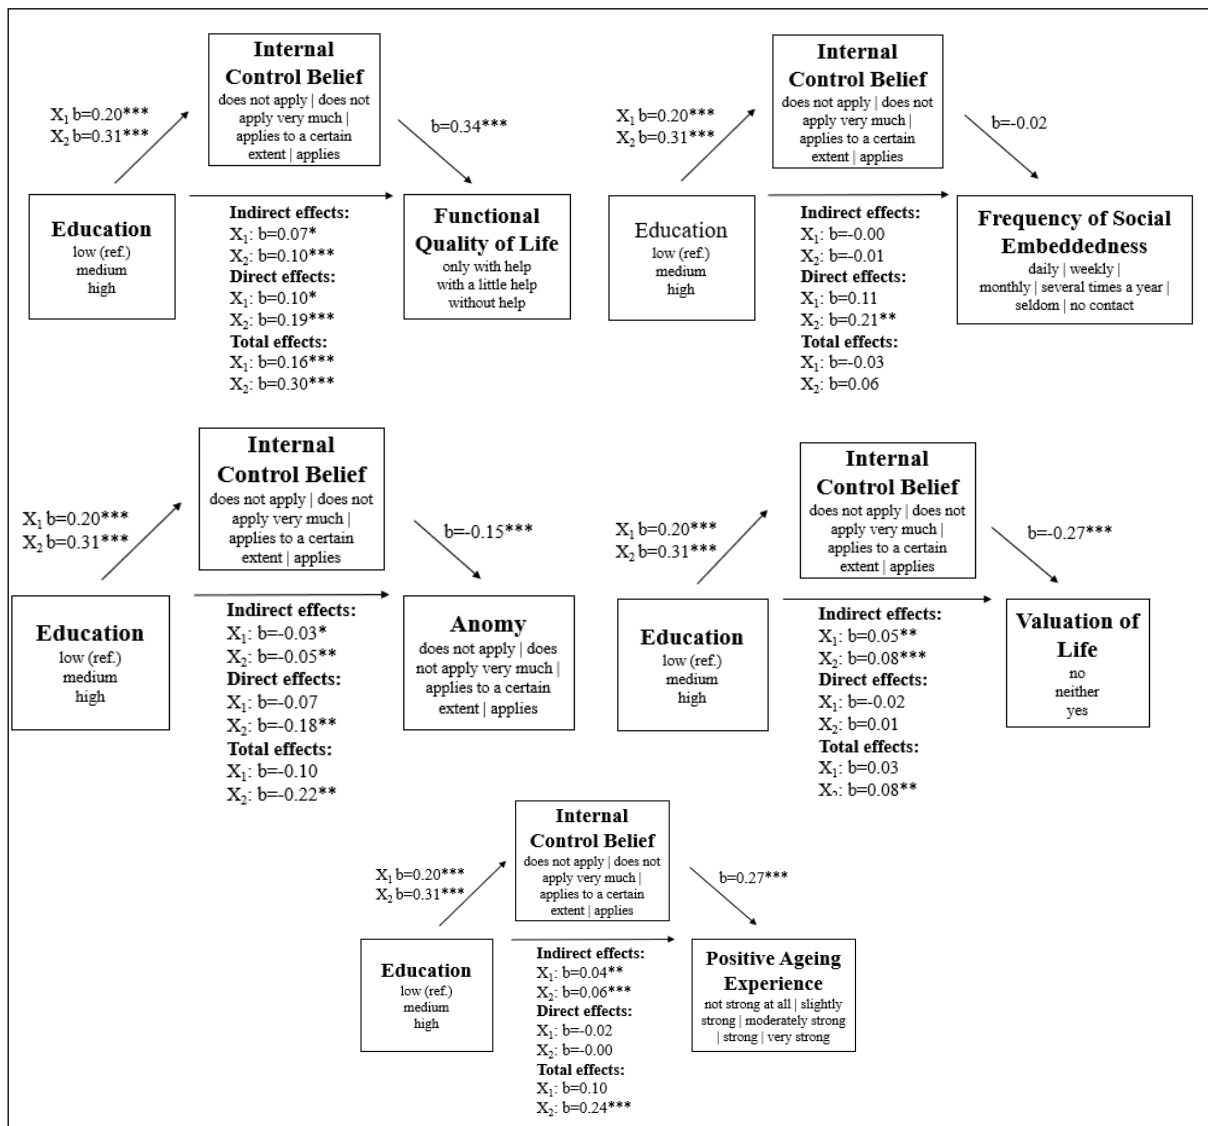 Internal
Control Belief
does not apply | does not
apply very much |
applies to a certain
extent | applies
X₁ b=0.20***
X₂ b=0.31***
b=0.34***
Education
low (ref.)
medium
high
Indirect effects:
X₁: b=0.07*
X₂: b=0.10***
Direct effects:
X₁: b=0.10*
X₂: b=0.19***
Total effects:
X₁: b=0.16***
X₂: b=0.30***
Functional
Quality of Life
only with help
with a little help
without help
Internal
Control Belief
does not apply | does not
apply very much |
applies to a certain
extent | applies
X₁ b=0.20***
X₂ b=0.31***
b=-0.02
Education
low (ref.)
medium
high
Indirect effects:
X₁: b=-0.00
X₂: b=-0.01
Direct effects:
X₁: b=0.11
X₂: b=0.21**
Total effects:
X₁: b=-0.03
X₂: b=0.06
Frequency of Social
Embeddedness
daily | weekly |
monthly | several times a year |
seldom | no contact
Internal
Control Belief
does not apply | does not
apply very much |
applies to a certain
extent | applies
X₁ b=0.20***
X₂ b=0.31***
b=-0.15***
Education
low (ref.)
medium
high
Indirect effects:
X₁: b=-0.03*
X₂: b=-0.05**
Direct effects:
X₁: b=-0.07
X₂: b=-0.18**
Total effects:
X₁: b=-0.10
X₂: b=-0.22**
Anomy
does not apply | does
not apply very much |
applies to a certain
extent | applies
Internal
Control Belief
does not apply | does not
apply very much |
applies to a certain
extent | applies
X₁ b=0.20***
X₂ b=0.31***
b=-0.27***
Education
low (ref.)
medium
high
Indirect effects:
X₁: b=0.05**
X₂: b=0.08***
Direct effects:
X₁: b=-0.02
X₂: b=0.01
Total effects:
X₁: b=0.03
X₂: b=0.08**
Valuation of
Life
no
neither
yes
Internal
Control Belief
does not apply | does not
apply very much |
applies to a certain
extent | applies
X₁ b=0.20***
X₂ b=0.31***
b=0.27***
Education
low (ref.)
medium
high
Indirect effects:
X₁: b=0.04**
X₂: b=0.06***
Direct effects:
X₁: b=-0.02
X₂: b=-0.00
Total effects:
X₁: b=0.10
X₂: b=0.24***
Positive Ageing
Experience
not strong at all | slightly
strong | moderately strong
| strong | very strong